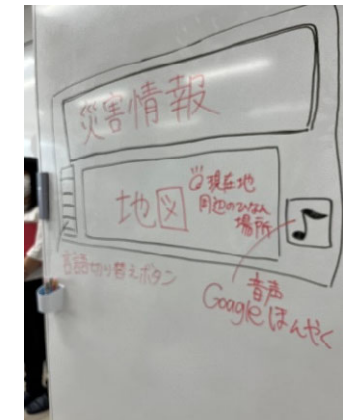 災害情報
地図
現在地
周辺のひなん
場所
言語切り替えボタン
音声
Googleほんやく